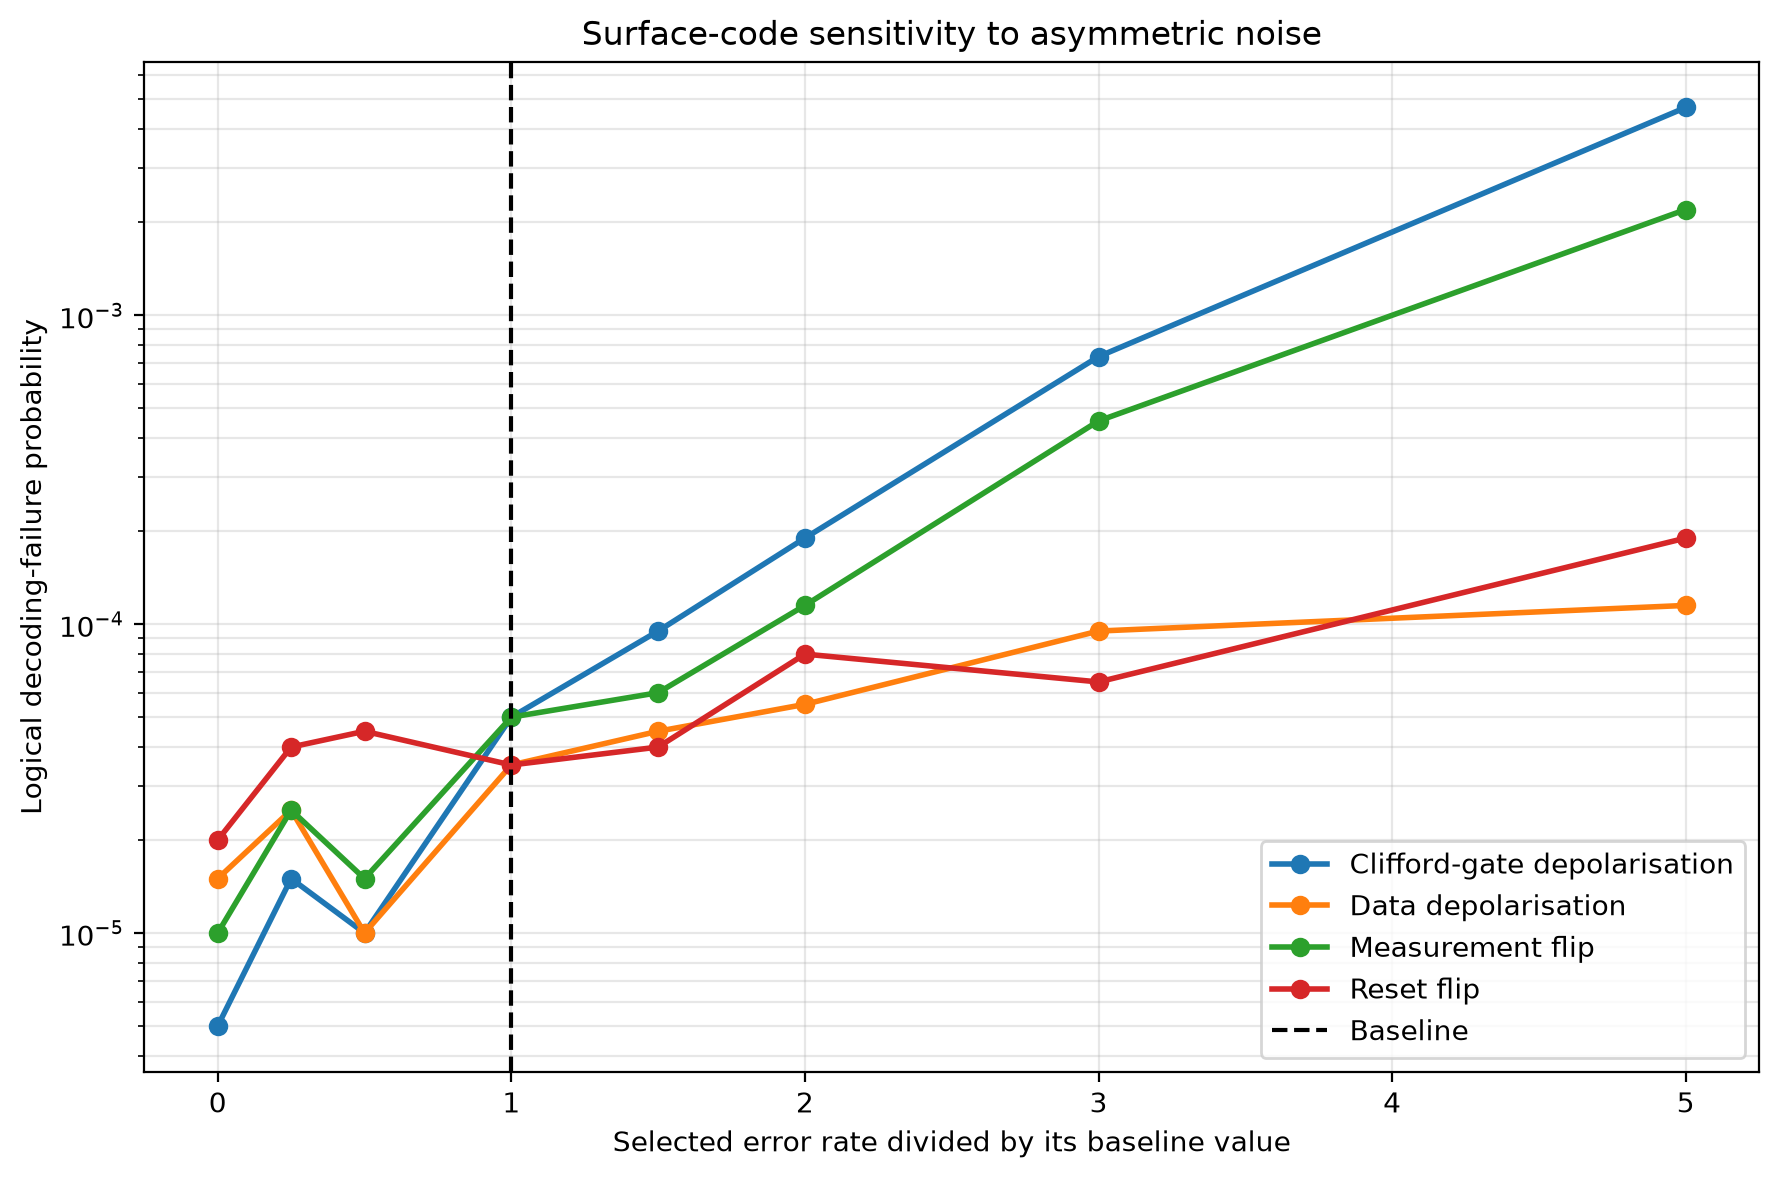 Surface-code sensitivity to asymmetric noise
Logical decoding-failure probability
10⁻³
10⁻⁴
10⁻⁵
Clifford-gate depolarisation
Data depolarisation
Measurement flip
Reset flip
Baseline
0 1 2 3 4 5
Selected error rate divided by its baseline value